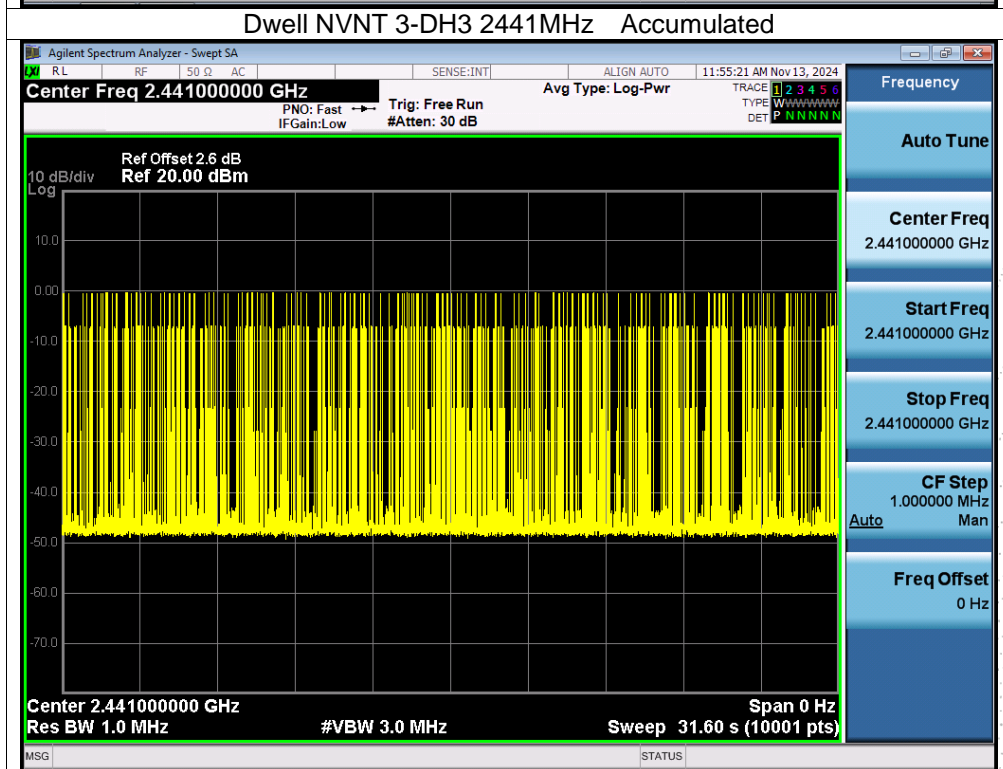 Dwell NVNT 3-DH3 2441MHz Accumulated
Agilent Spectrum Analyzer - Swept SA
LXI RL RF 50 Ω AC SENSE:INT ALIGN AUTO 11:55:21 AM Nov 13, 2024
Center Freq 2.441000000 GHz
PNO: Fast
IFGain:Low
Trig: Free Run
#Atten: 30 dB
Avg Type: Log-Pwr
TRACE 1 2 3 4 5 6
TYPE WWWWWW
DET P N N N N N
Frequency
Auto Tune
Center Freq
2.441000000 GHz
Start Freq
2.441000000 GHz
Stop Freq
2.441000000 GHz
CF Step
1.000000 MHz
Auto Man
Freq Offset
0 Hz
Ref Offset 2.6 dB
10 dB/div Ref 20.00 dBm
Log
10.0
0.00
-10.0
-20.0
-30.0
-40.0
-50.0
-60.0
-70.0
Center 2.441000000 GHz Span 0 Hz
Res BW 1.0 MHz #VBW 3.0 MHz Sweep 31.60 s (10001 pts)
MSG STATUS